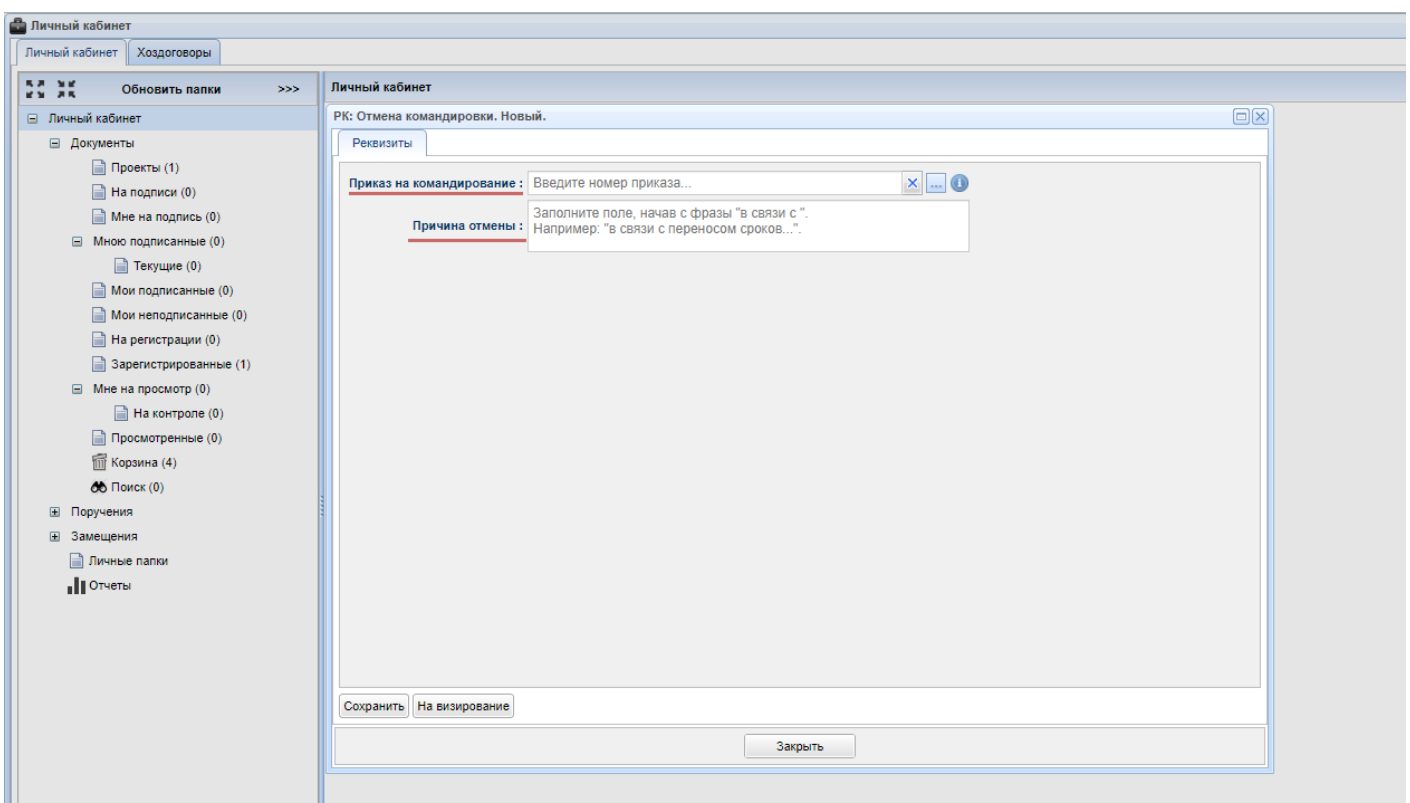 Личный кабинет
Личный кабинет Хоздоговоры
Обновить папки >>>
Личный кабинет
Документы
Проекты (1)
На подписи (0)
Мне на подпись (0)
Мною подписанные (0)
Текущие (0)
Мои подписанные (0)
Мои неподписанные (0)
На регистрации (0)
Зарегистрированные (1)
Мне на просмотр (0)
На контроле (0)
Просмотренные (0)
Корзина (4)
Поиск (0)
Поручения
Замещения
Личные папки
Отчеты
Личный кабинет
РК: Отмена командировки. Новый.
Реквизиты
Приказ на командирование : Введите номер приказа... ...
Причина отмены : Заполните поле, начав с фразы "в связи с ".
Например: "в связи с переносом сроков...".
Сохранить На визирование
Закрыть